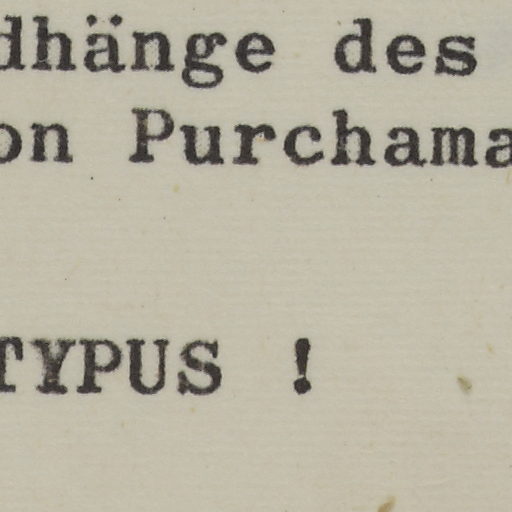 dhänge des
on Purchama
TYPUS !